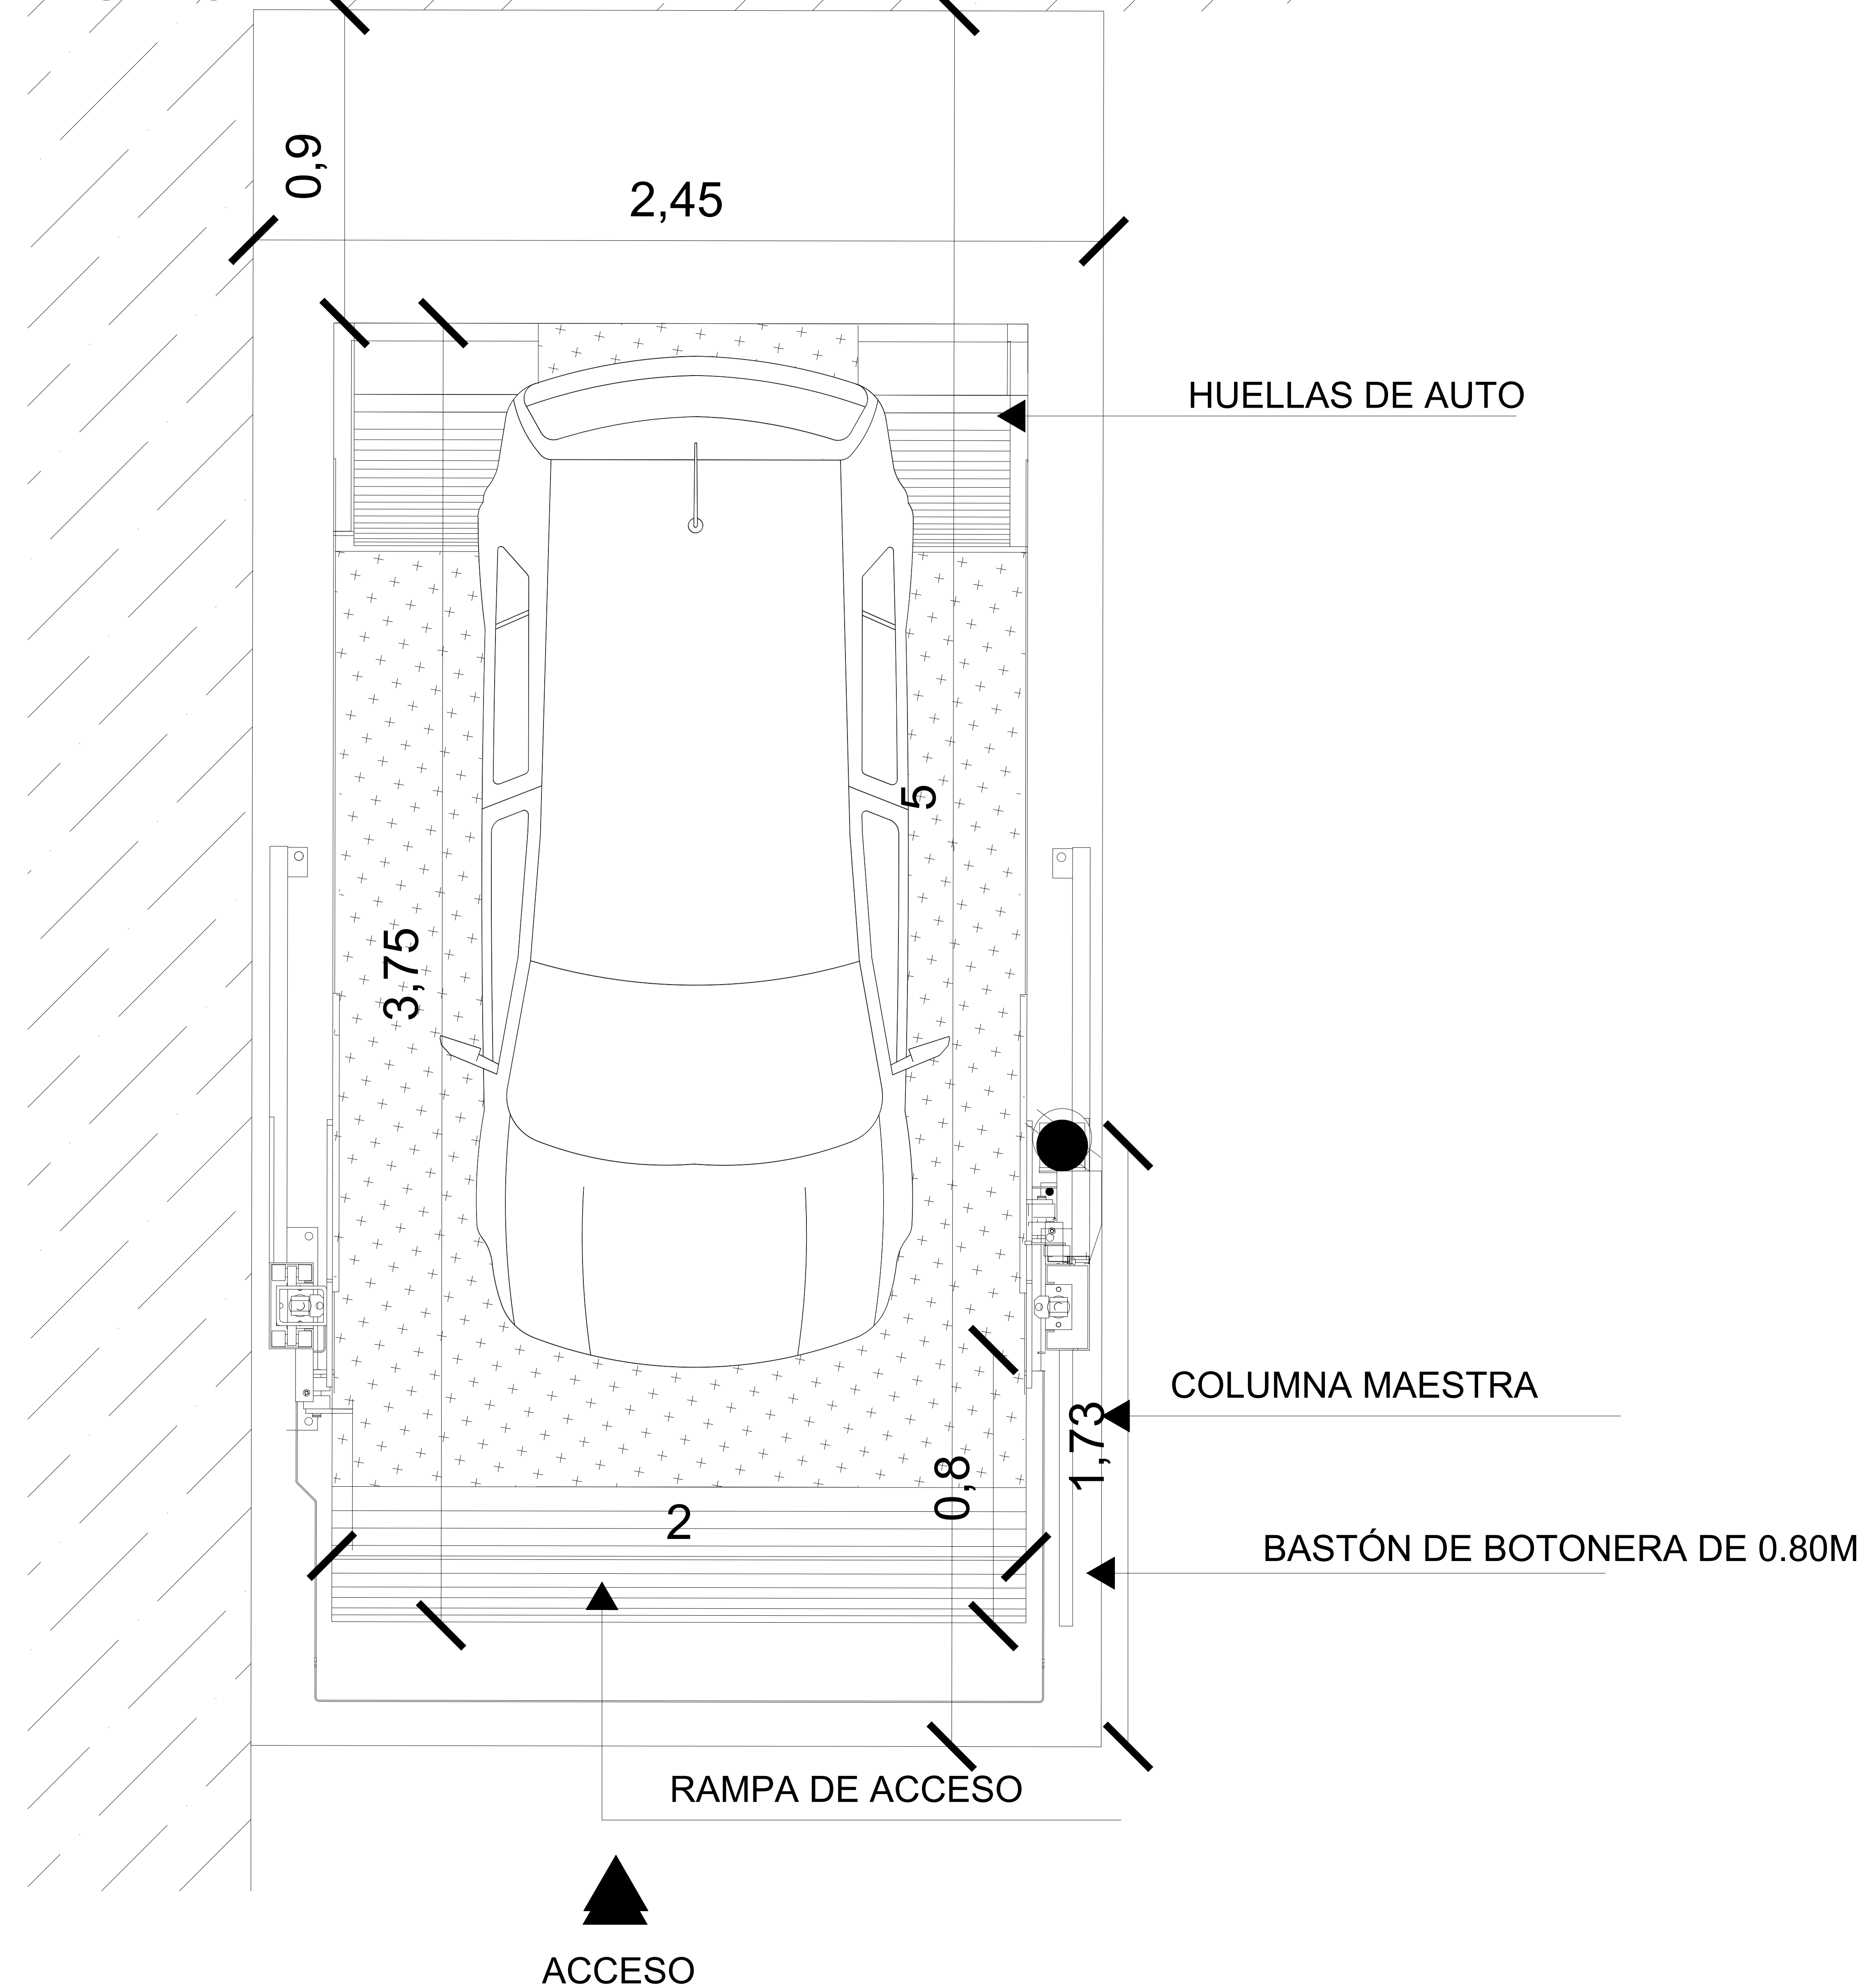 0,9
2,45
HUELLAS DE AUTO
5
3,75
COLUMNA MAESTRA
1,73
0,8
2
BASTÓN DE BOTONERA DE 0.80M
RAMPA DE ACCESO
ACCESO